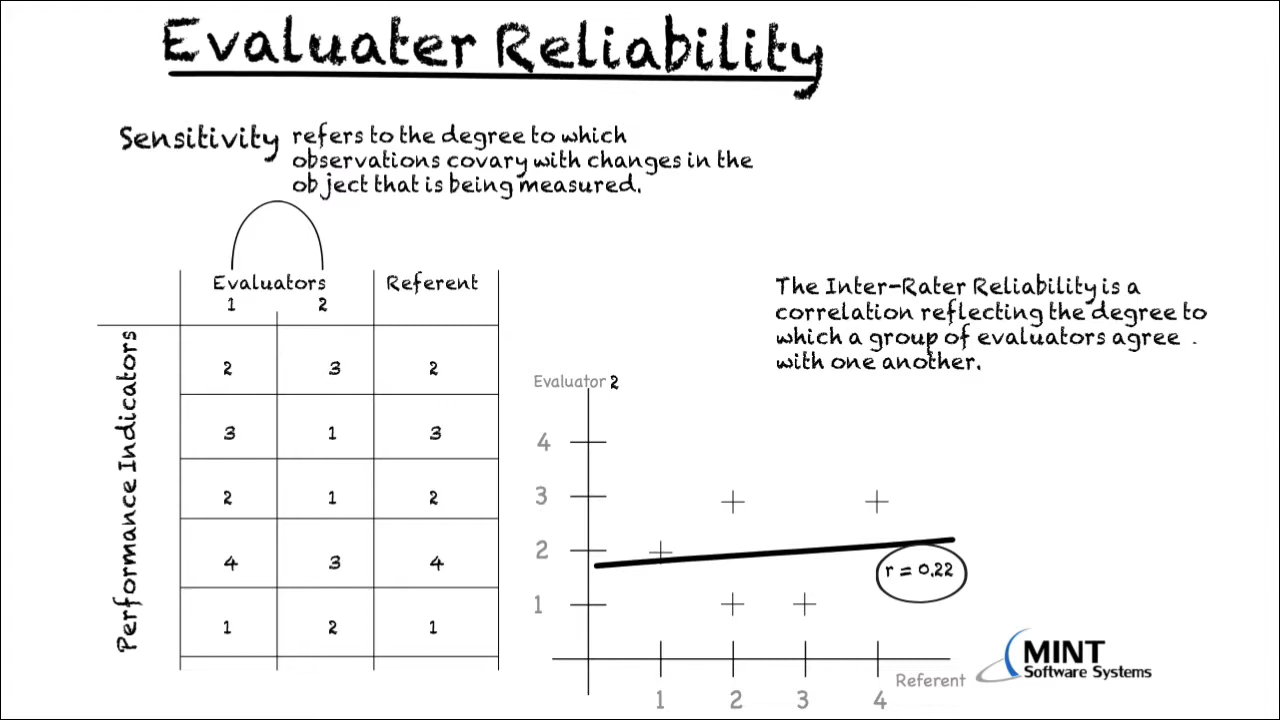 Evaluater Reliability
Sensitivity refers to the degree to which
observations covary with changes in the
object that is being measured.
Evaluators Referent
1 2
Performance Indicators
2 3 2
3 1 3
2 1 2
4 3 4
1 2 1
The Inter-Rater Reliability is a
correlation reflecting the degree to
which a group of evaluators agree .
with one another.
Evaluator 2
4
3
2
1
r = 0.22
1 2 3 4
Referent
MINT
Software Systems